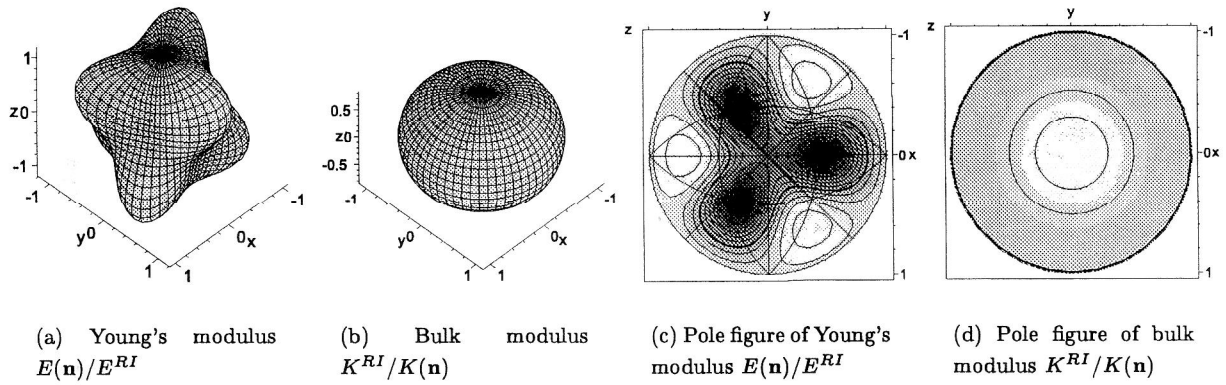 1
z0
-1
-1
y0
1
1
0x
-1
0.5
z0
-0.5
-1
y0
1
1
0x
-1
z
y
-1
0x
1
z
y
-1
0x
1
(a) Young's modulus
E(n)/E^{RI}
(b) Bulk modulus
K^{RI}/K(n)
(c) Pole figure of Young's
modulus E(n)/E^{RI}
(d) Pole figure of bulk
modulus K^{RI}/K(n)